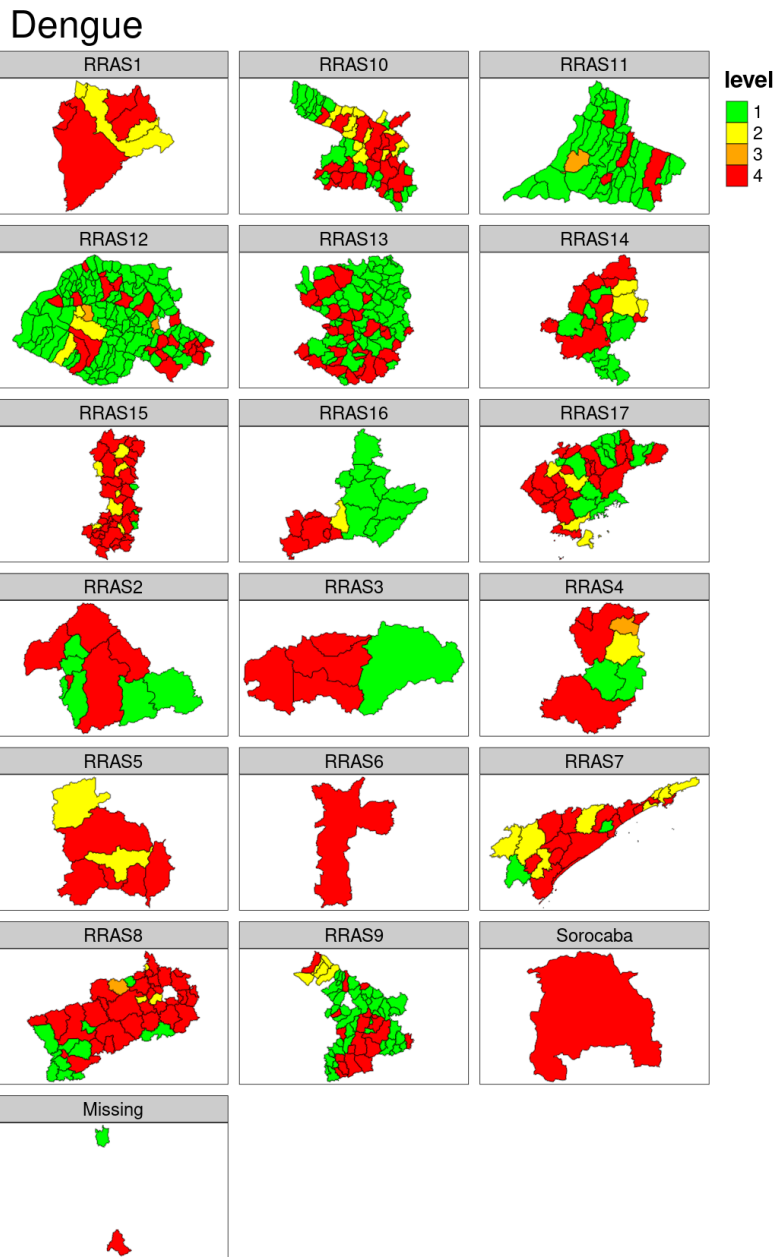 Dengue
RRAS1
RRAS10
RRAS11
level
1
2
3
4
RRAS12
RRAS13
RRAS14
RRAS15
RRAS16
RRAS17
RRAS2
RRAS3
RRAS4
RRAS5
RRAS6
RRAS7
RRAS8
RRAS9
Sorocaba
Missing